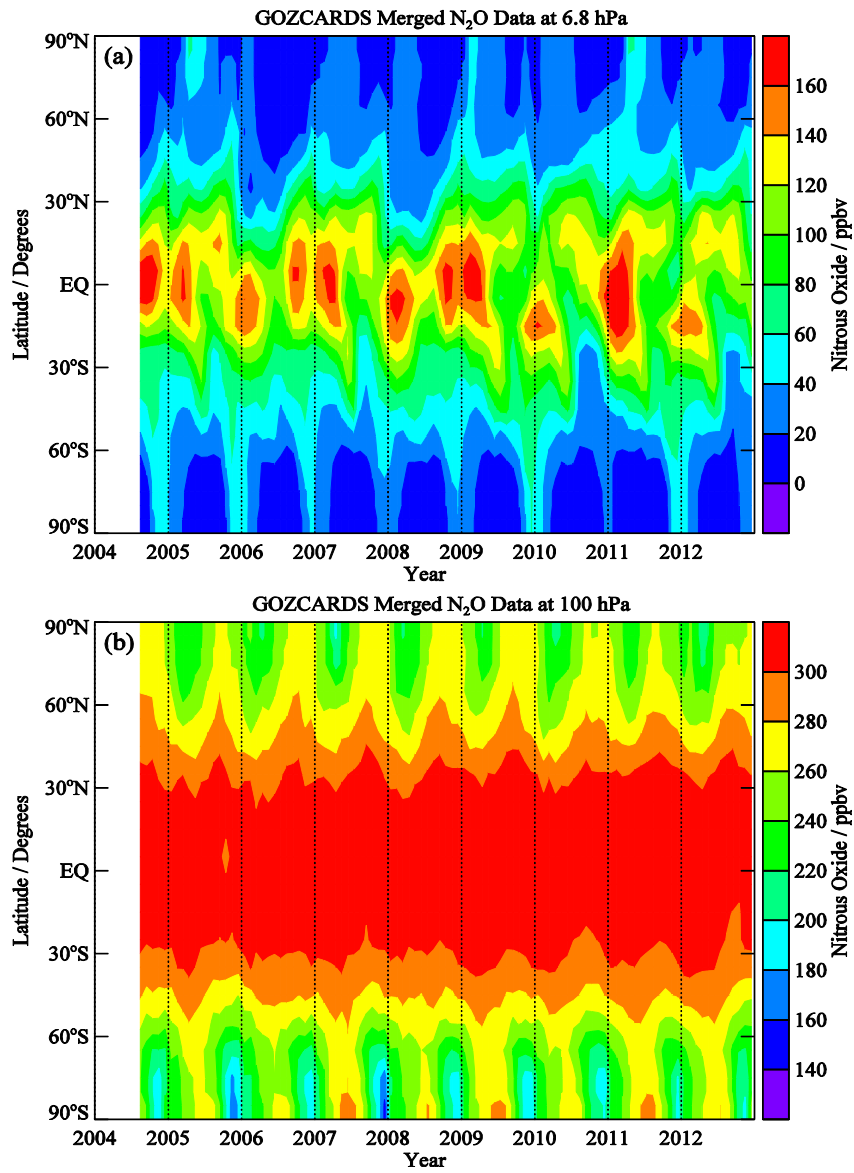 GOZCARDS Merged N₂O Data at 6.8 hPa
(a)
90°N
60°N
30°N
EQ
30°S
60°S
90°S
Latitude / Degrees
2004 2005 2006 2007 2008 2009 2010 2011 2012
Year
160
140
120
100
80
60
40
20
0
Nitrous Oxide / ppbv
GOZCARDS Merged N₂O Data at 100 hPa
(b)
90°N
60°N
30°N
EQ
30°S
60°S
90°S
Latitude / Degrees
2004 2005 2006 2007 2008 2009 2010 2011 2012
Year
300
280
260
240
220
200
180
160
140
Nitrous Oxide / ppbv